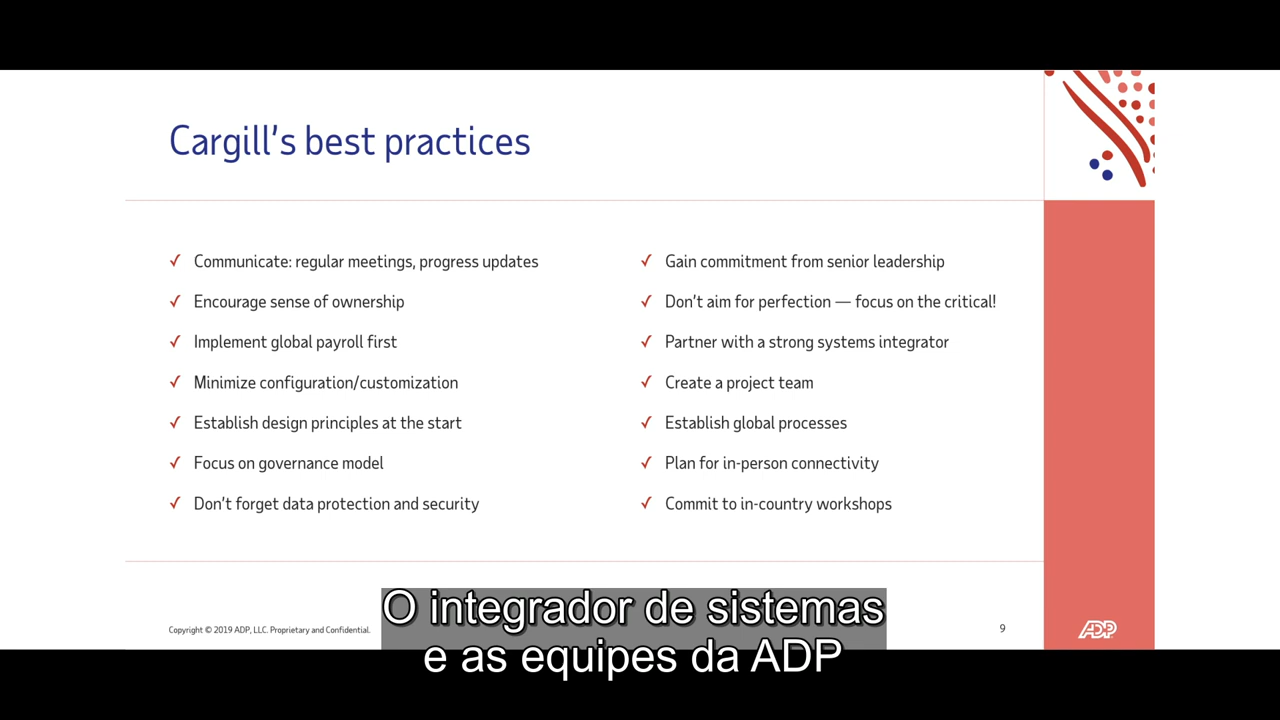 Cargill's best practices
✓ Communicate: regular meetings, progress updates
✓ Encourage sense of ownership
✓ Implement global payroll first
✓ Minimize configuration/customization
✓ Establish design principles at the start
✓ Focus on governance model
✓ Don't forget data protection and security
✓ Gain commitment from senior leadership
✓ Don't aim for perfection — focus on the critical!
✓ Partner with a strong systems integrator
✓ Create a project team
✓ Establish global processes
✓ Plan for in-person connectivity
✓ Commit to in-country workshops
Copyright © 2019 ADP, LLC. Proprietary and Confidential.
9
ADP
O integrador de sistemas
e as equipes da ADP